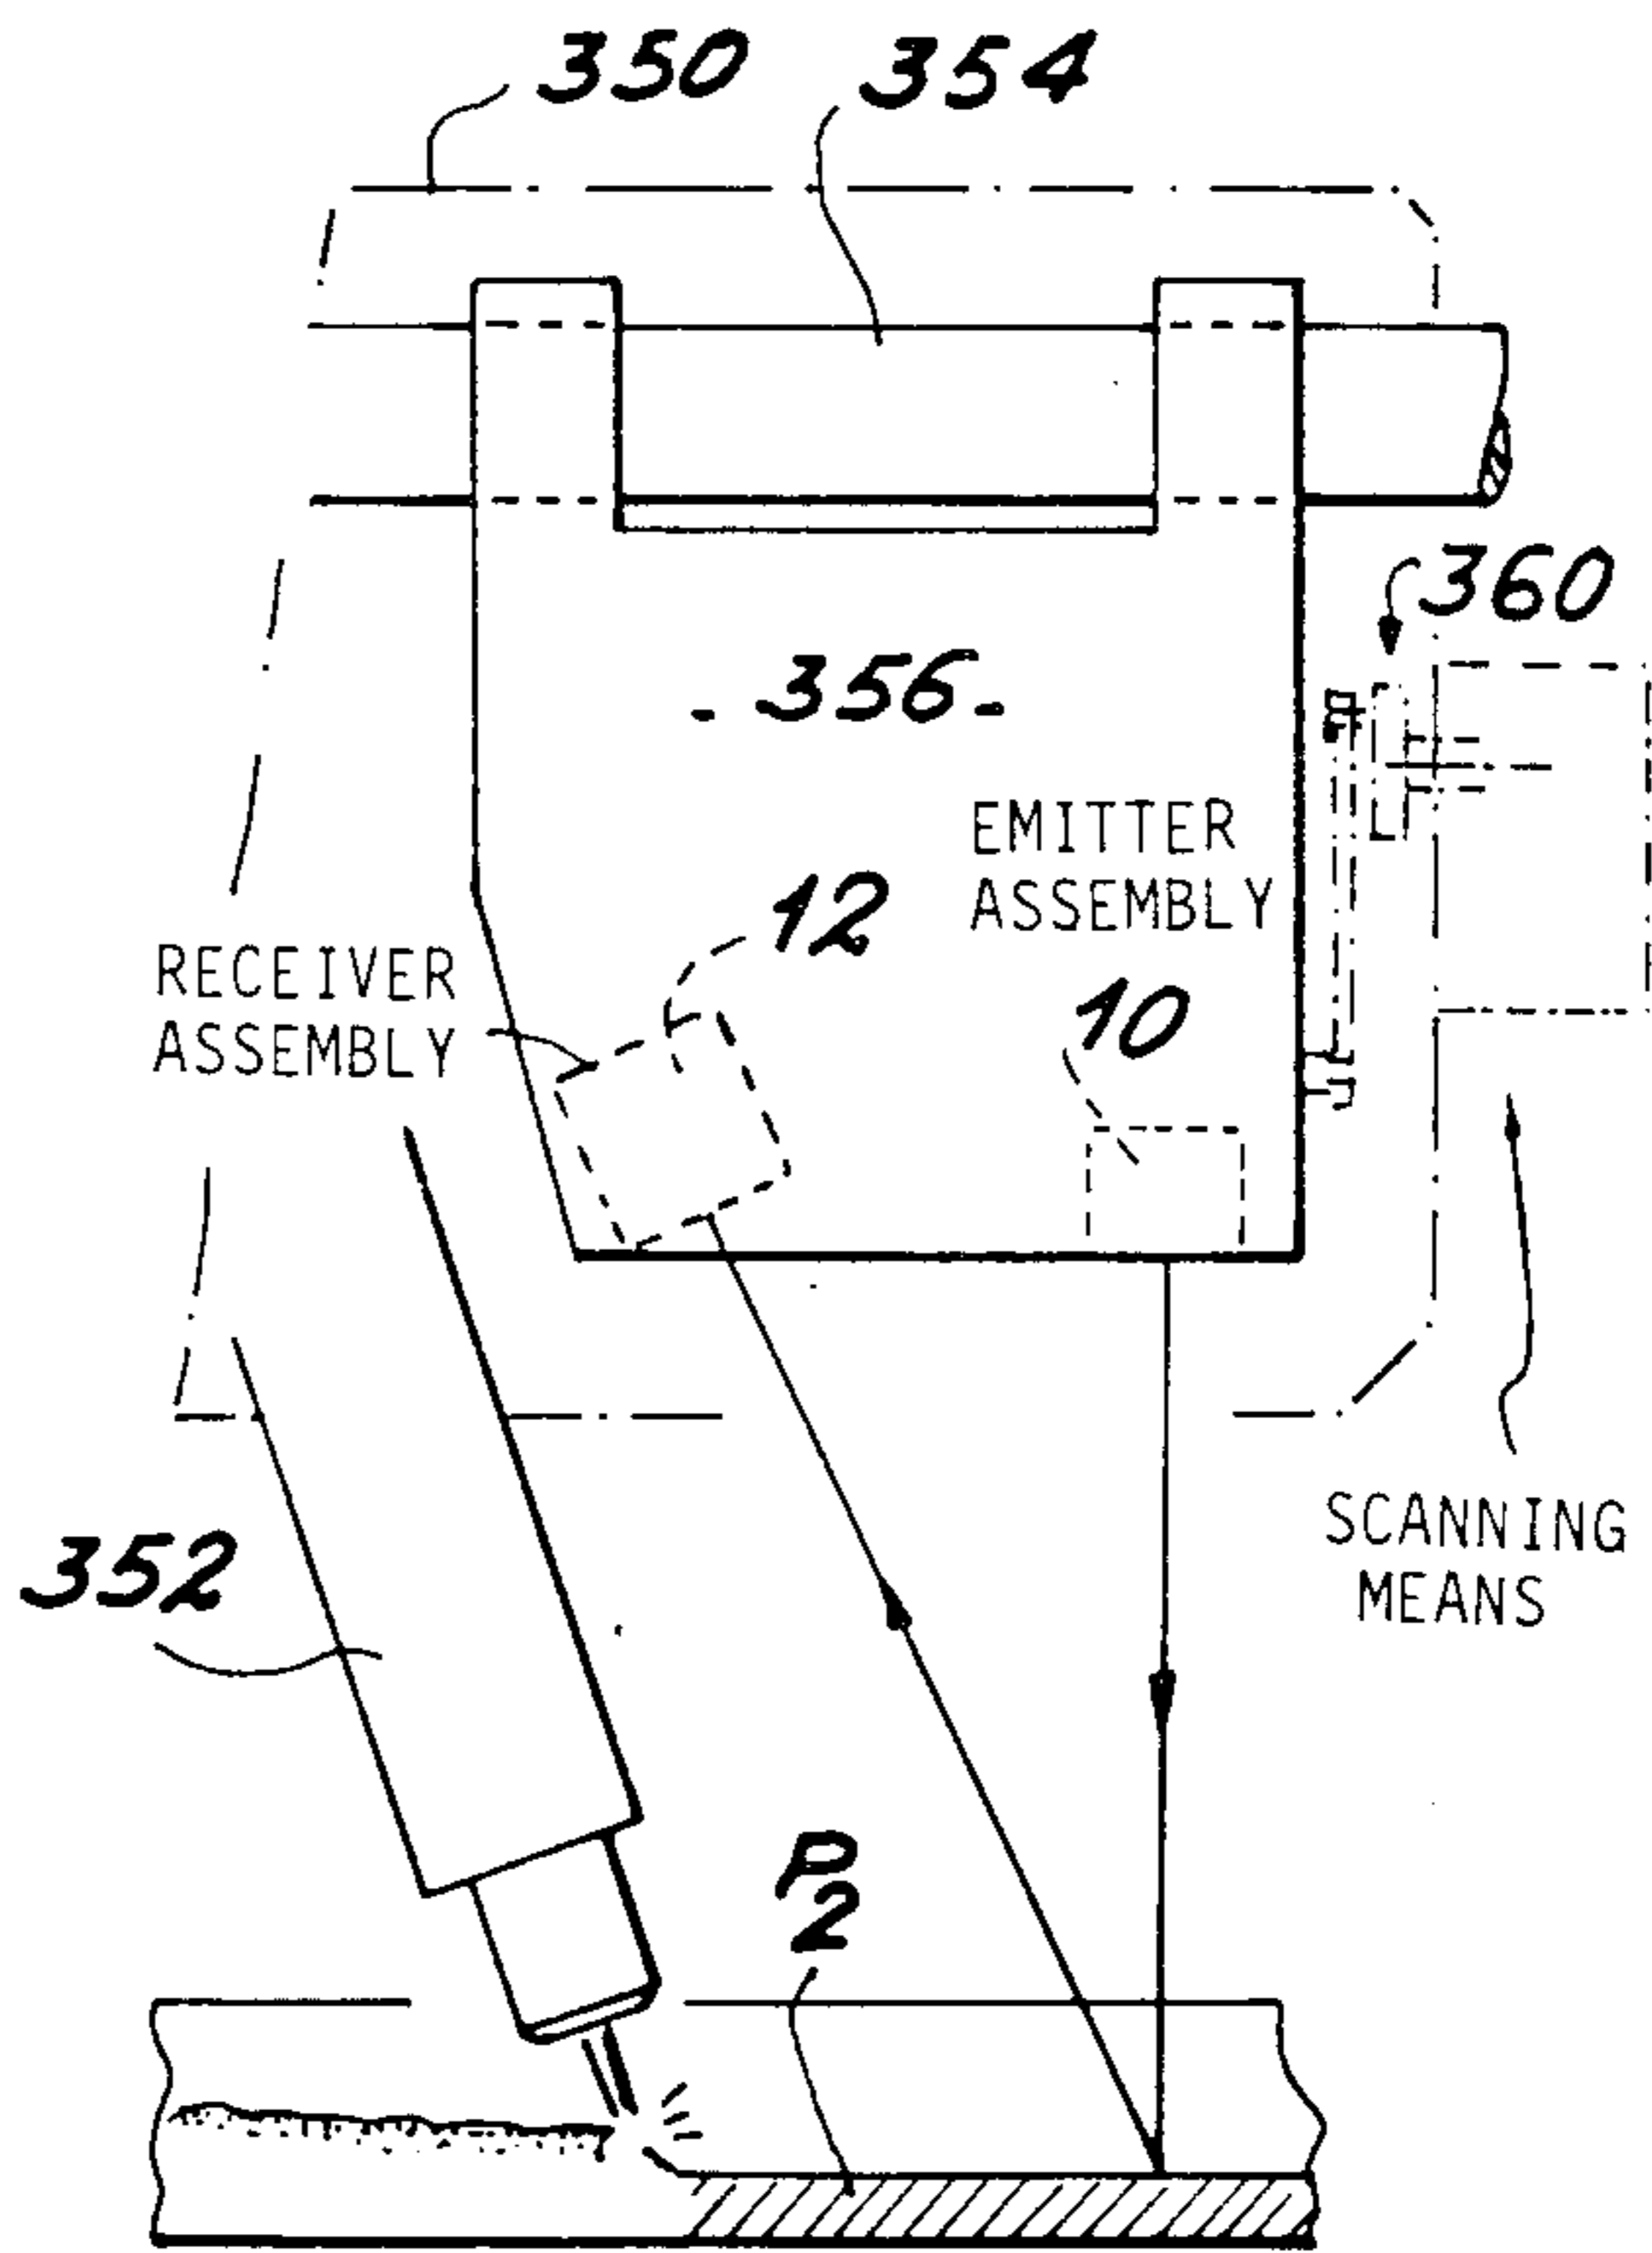 350
354
360
- 356 -
EMITTER
ASSEMBLY
12
RECEIVER
ASSEMBLY
10
SCANNING
MEANS
352
P2